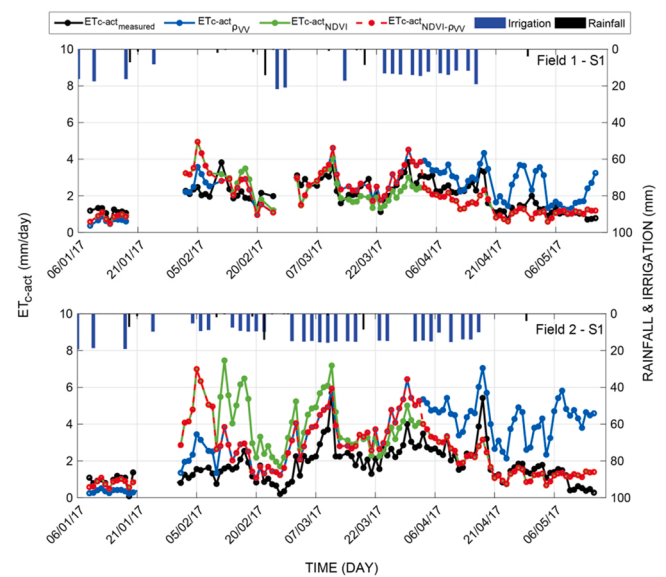 ETc-actmeasured ETc-actρVV ETc-actNDVI ETc-actNDVI-ρVV Irrigation Rainfall
10 0
Field 1 - S1
8 20
6 40
4 60
2 80
0 100
06/01/17 21/01/17 05/02/17 20/02/17 07/03/17 22/03/17 06/04/17 21/04/17 06/05/17
ETc-act (mm/day)
RAINFALL & IRRIGATION (mm)
10 0
Field 2 - S1
8 20
6 40
4 60
2 80
0 100
06/01/17 21/01/17 05/02/17 20/02/17 07/03/17 22/03/17 06/04/17 21/04/17 06/05/17
TIME (DAY)